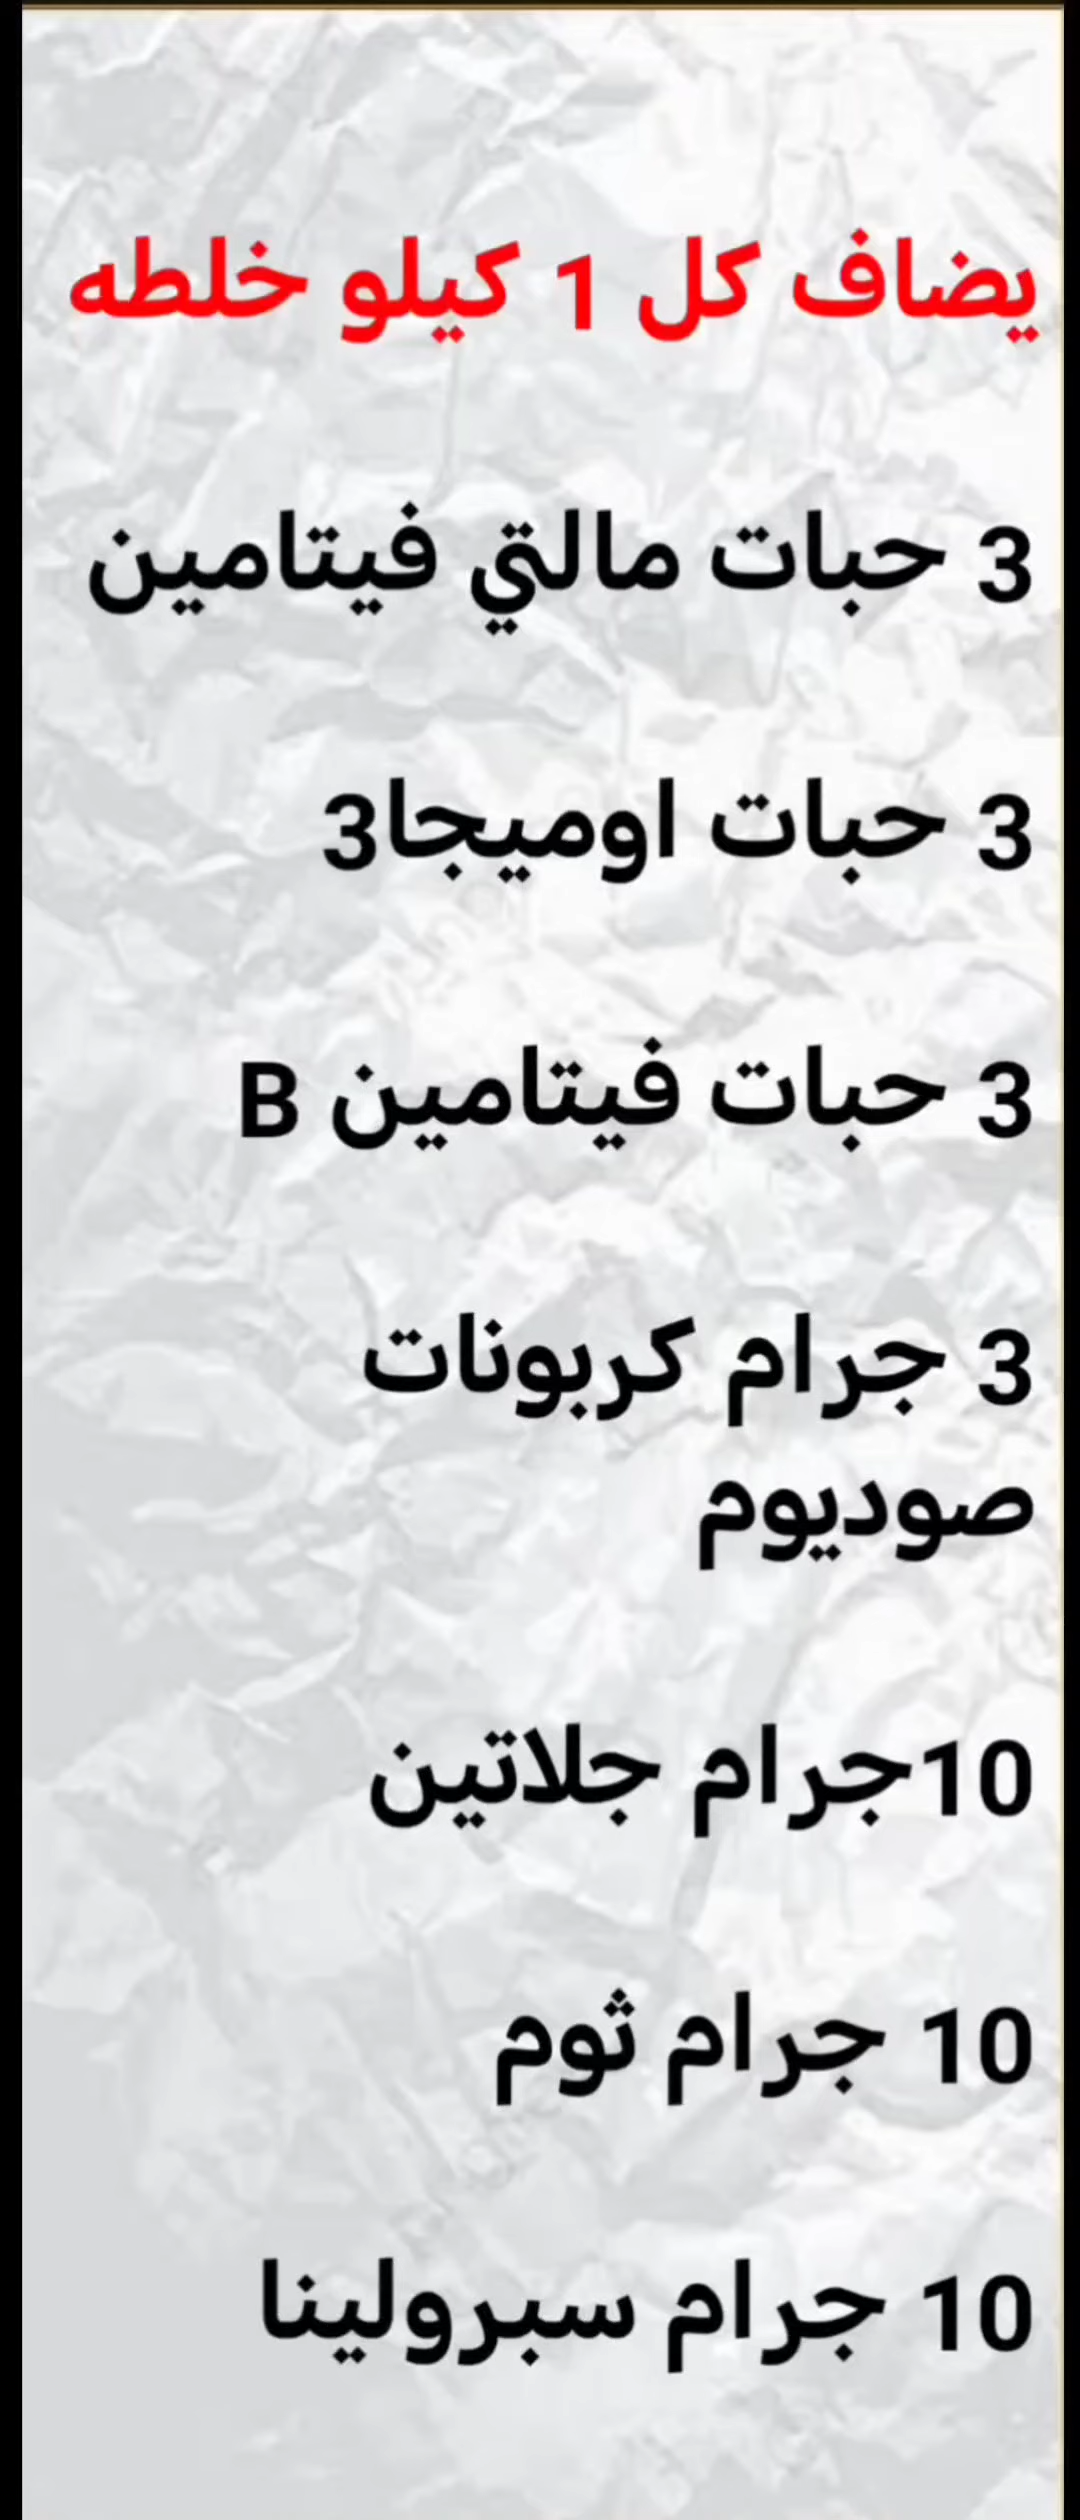 يضاف كل 1 كيلو خلطه
3 حبات مالتي فيتامين
3 حبات اوميجا3
3 حبات فيتامين B
3 جرام كربونات
صوديوم
10جرام جلاتين
10 جرام ثوم
10 جرام سبرولينا